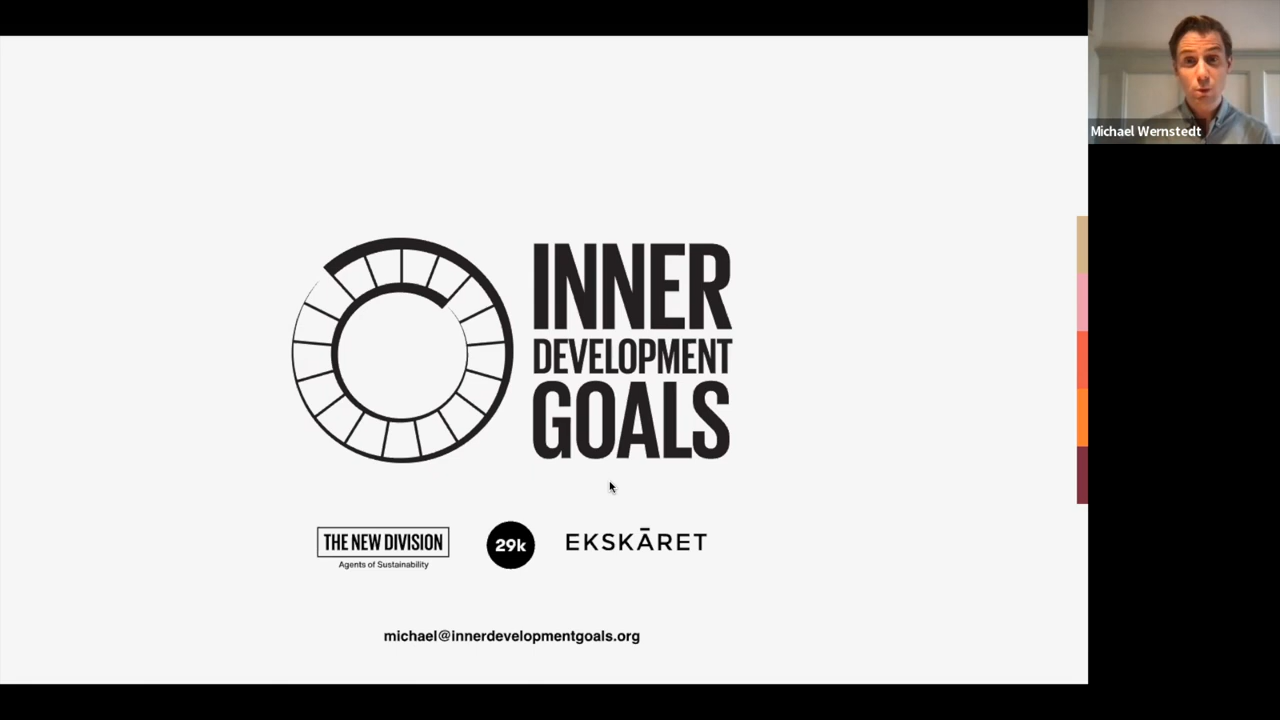 Michael Wernstedt
INNER
DEVELOPMENT
GOALS
THE NEW DIVISION
Agents of Sustainability
29k
EKSKĀRET
michael@innerdevelopmentgoals.org